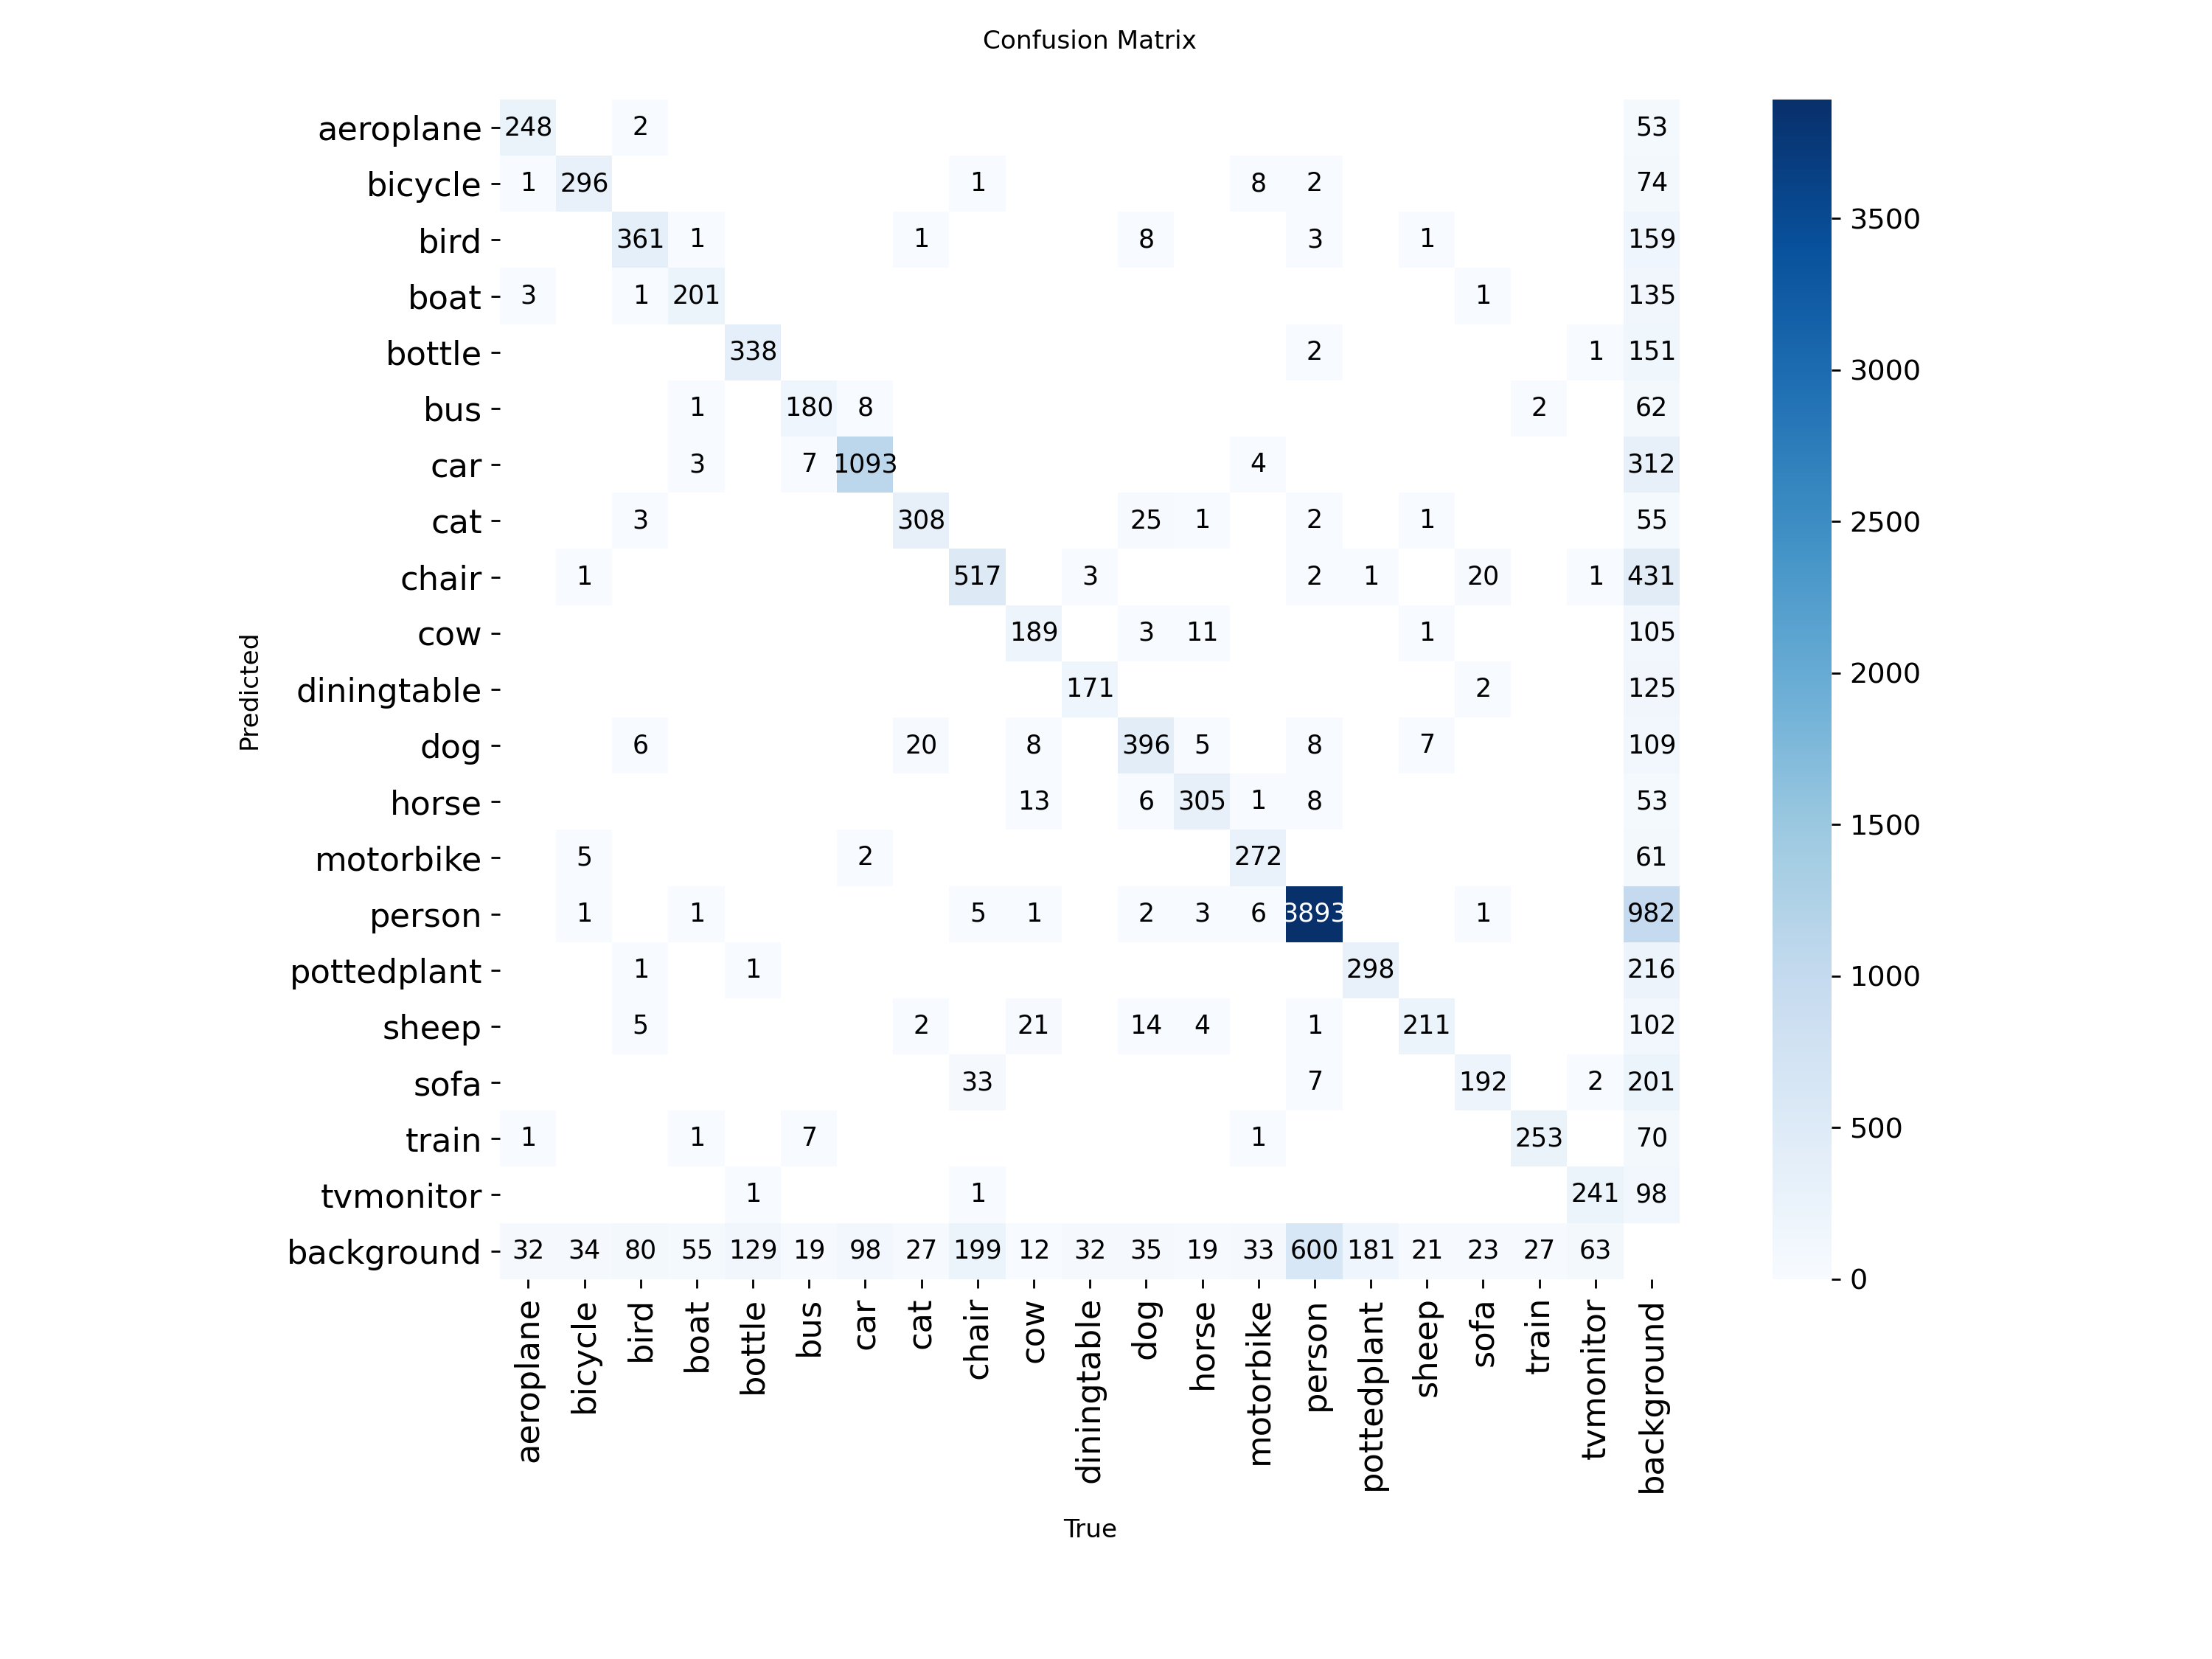 Confusion Matrix
aeroplane 248 2 53
bicycle 1 296 1 8 2 74
bird 361 1 1 8 3 1 159
boat 3 1 201 1 135
bottle 338 2 1 151
bus 1 180 8 2 62
car 3 7 1093 4 312
cat 3 308 25 1 2 1 55
chair 1 517 3 2 1 20 1 431
cow 189 3 11 1 105
diningtable 171 2 125
dog 6 20 8 396 5 8 7 109
horse 13 6 305 1 8 53
motorbike 5 2 272 61
person 1 1 5 1 2 3 6 3893 1 982
pottedplant 1 1 298 216
sheep 5 2 21 14 4 1 211 102
sofa 33 7 192 2 201
train 1 1 7 1 253 70
tvmonitor 1 1 241 98
background 32 34 80 55 129 19 98 27 199 12 32 35 19 33 600 181 21 23 27 63
aeroplane bicycle bird boat bottle bus car cat chair cow diningtable dog horse motorbike person pottedplant sheep sofa train tvmonitor background
True
Predicted
3500
3000
2500
2000
1500
1000
500
0